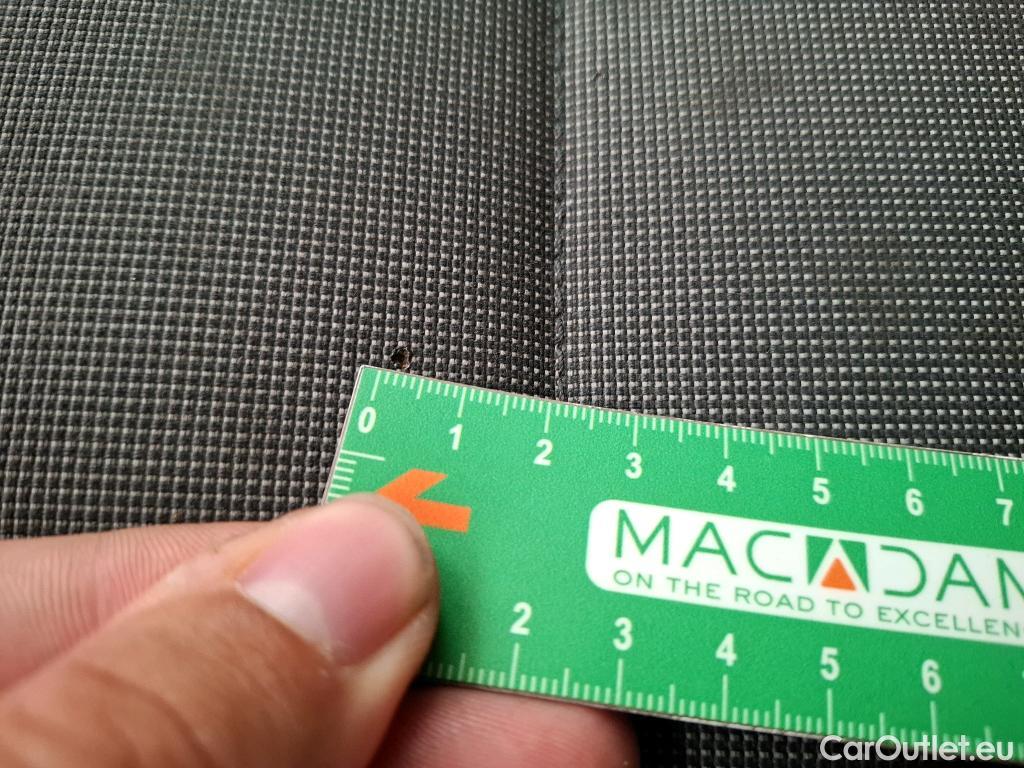 0 1 2 3 4 5 6 7
MACADAM
ON THE ROAD TO EXCELLEN
2 3 4 5 6
CarOutlet.eu